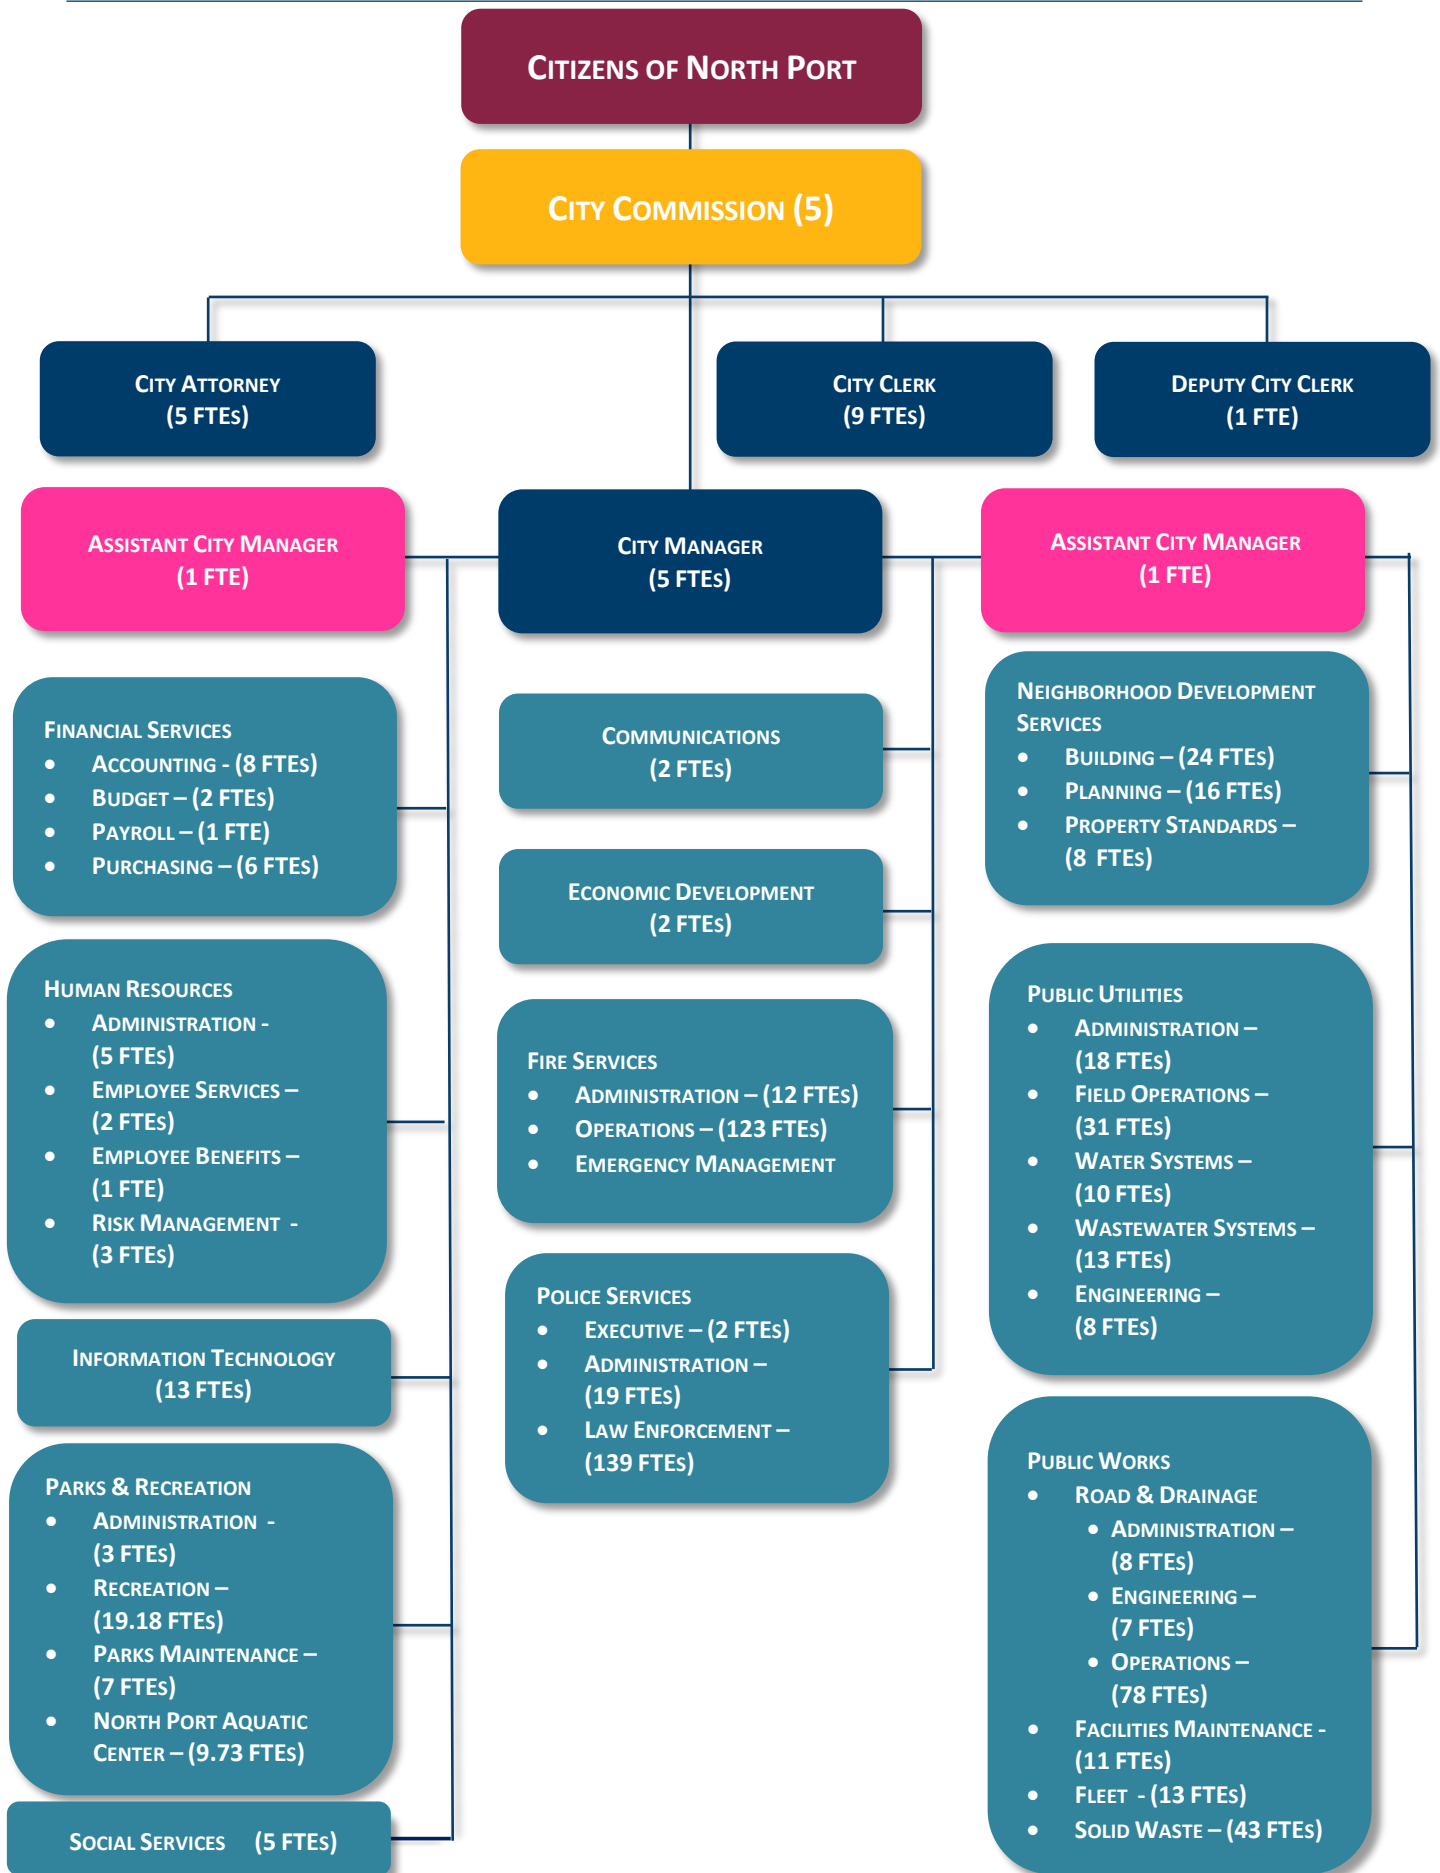 CITIZENS OF NORTH PORT
CITY COMMISSION (5)
CITY ATTORNEY
(5 FTES)
CITY CLERK
(9 FTES)
DEPUTY CITY CLERK
(1 FTE)
ASSISTANT CITY MANAGER
(1 FTE)
CITY MANAGER
(5 FTES)
ASSISTANT CITY MANAGER
(1 FTE)
FINANCIAL SERVICES
• ACCOUNTING - (8 FTES)
• BUDGET – (2 FTES)
• PAYROLL – (1 FTE)
• PURCHASING – (6 FTES)
HUMAN RESOURCES
• ADMINISTRATION -
(5 FTES)
• EMPLOYEE SERVICES –
(2 FTES)
• EMPLOYEE BENEFITS –
(1 FTE)
• RISK MANAGEMENT -
(3 FTES)
INFORMATION TECHNOLOGY
(13 FTES)
PARKS & RECREATION
• ADMINISTRATION -
(3 FTES)
• RECREATION –
(19.18 FTES)
• PARKS MAINTENANCE –
(7 FTES)
• NORTH PORT AQUATIC
CENTER – (9.73 FTES)
SOCIAL SERVICES (5 FTES)
COMMUNICATIONS
(2 FTES)
ECONOMIC DEVELOPMENT
(2 FTES)
FIRE SERVICES
• ADMINISTRATION – (12 FTES)
• OPERATIONS – (123 FTES)
• EMERGENCY MANAGEMENT
POLICE SERVICES
• EXECUTIVE – (2 FTES)
• ADMINISTRATION –
(19 FTES)
• LAW ENFORCEMENT –
(139 FTES)
NEIGHBORHOOD DEVELOPMENT
SERVICES
• BUILDING – (24 FTES)
• PLANNING – (16 FTES)
• PROPERTY STANDARDS –
(8 FTES)
PUBLIC UTILITIES
• ADMINISTRATION –
(18 FTES)
• FIELD OPERATIONS –
(31 FTES)
• WATER SYSTEMS –
(10 FTES)
• WASTEWATER SYSTEMS –
(13 FTES)
• ENGINEERING –
(8 FTES)
PUBLIC WORKS
• ROAD & DRAINAGE
• ADMINISTRATION –
(8 FTES)
• ENGINEERING –
(7 FTES)
• OPERATIONS –
(78 FTES)
• FACILITIES MAINTENANCE -
(11 FTES)
• FLEET - (13 FTES)
• SOLID WASTE – (43 FTES)